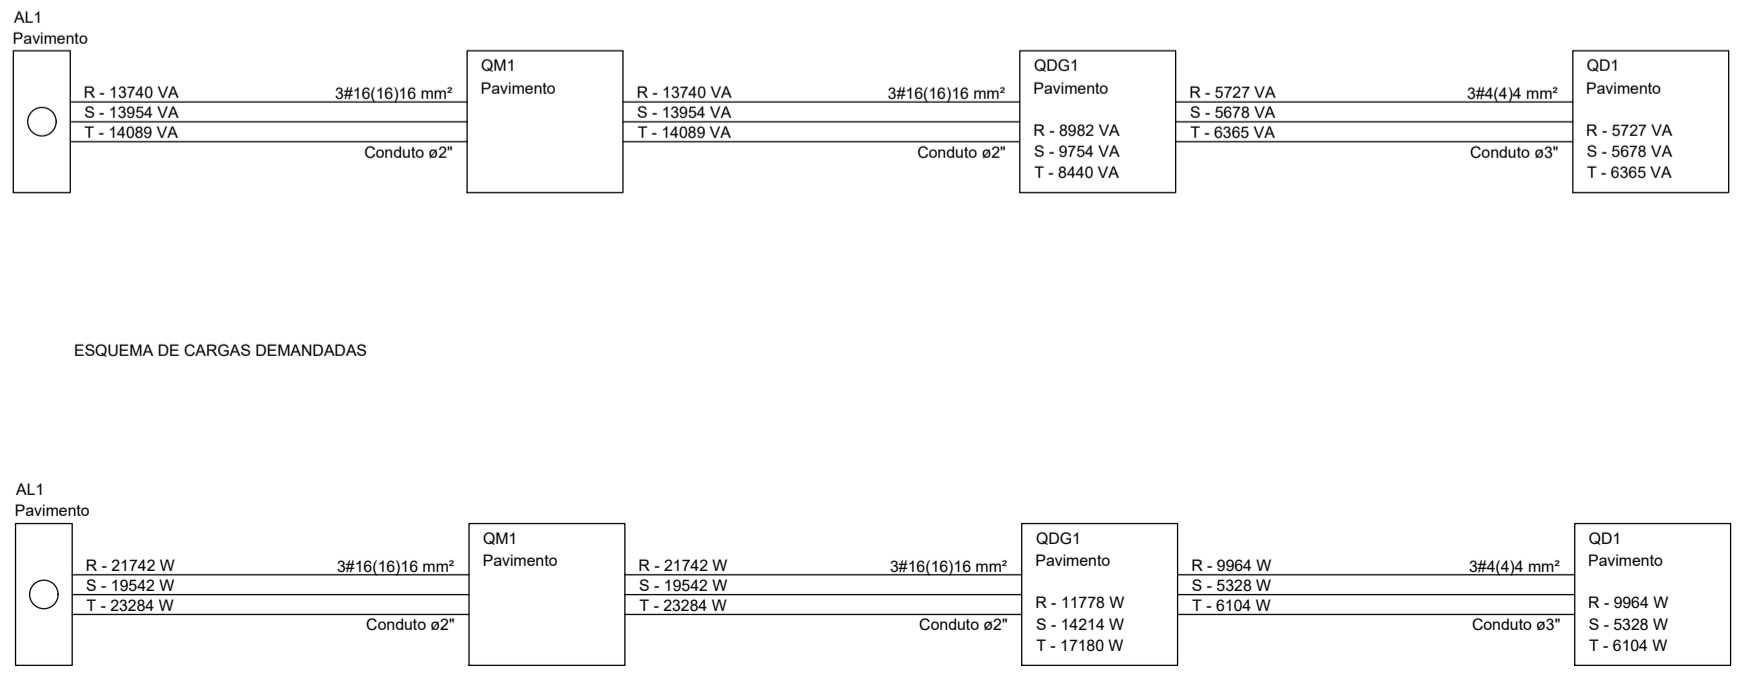 AL1
Pavimento
R - 13740 VA
S - 13954 VA
T - 14089 VA
3#16(16)16 mm²
Conduto ø2"
QM1
Pavimento
R - 13740 VA
S - 13954 VA
T - 14089 VA
3#16(16)16 mm²
Conduto ø2"
QDG1
Pavimento
R - 8982 VA
S - 9754 VA
T - 8440 VA
R - 5727 VA
S - 5678 VA
T - 6365 VA
3#4(4)4 mm²
Conduto ø3"
QD1
Pavimento
R - 5727 VA
S - 5678 VA
T - 6365 VA
ESQUEMA DE CARGAS DEMANDADAS
AL1
Pavimento
R - 21742 W
S - 19542 W
T - 23284 W
3#16(16)16 mm²
Conduto ø2"
QM1
Pavimento
R - 21742 W
S - 19542 W
T - 23284 W
3#16(16)16 mm²
Conduto ø2"
QDG1
Pavimento
R - 11778 W
S - 14214 W
T - 17180 W
R - 9964 W
S - 5328 W
T - 6104 W
3#4(4)4 mm²
Conduto ø3"
QD1
Pavimento
R - 9964 W
S - 5328 W
T - 6104 W